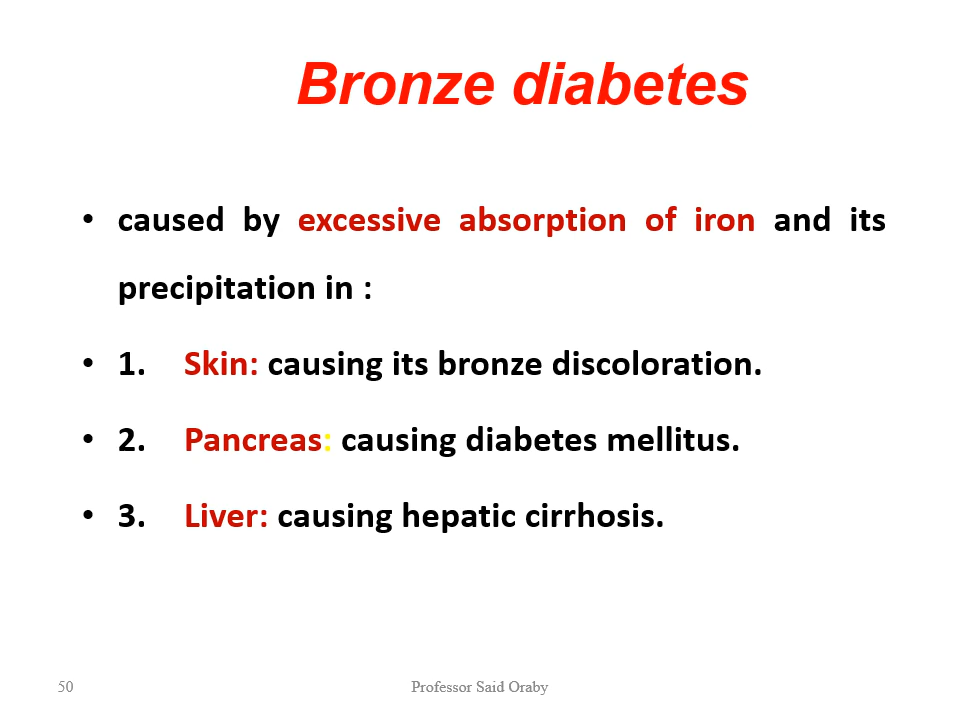 Bronze diabetes
• caused by excessive absorption of iron and its
precipitation in :
• 1. Skin: causing its bronze discoloration.
• 2. Pancreas: causing diabetes mellitus.
• 3. Liver: causing hepatic cirrhosis.
50 Professor Said Oraby